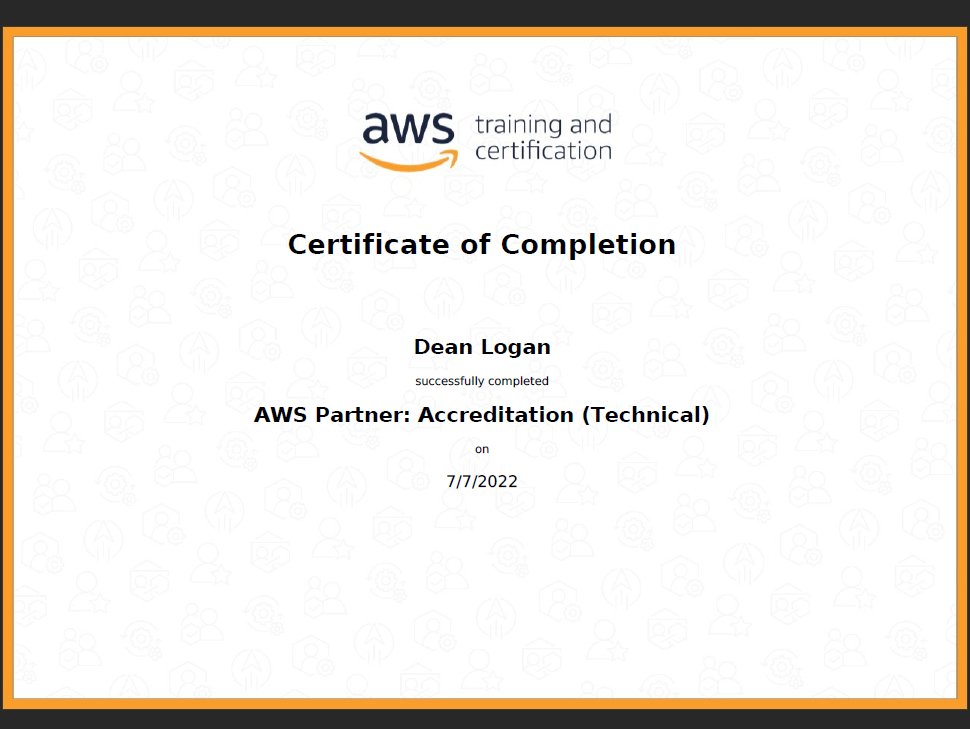 aws training and
certification
Certificate of Completion
Dean Logan
successfully completed
AWS Partner: Accreditation (Technical)
on
7/7/2022